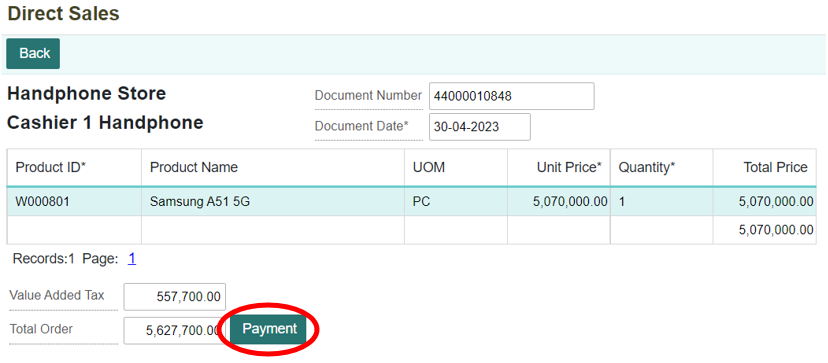 Direct Sales
Back
Handphone Store
Document Number 44000010848
Cashier 1 Handphone
Document Date* 30-04-2023
Product ID* Product Name UOM Unit Price* Quantity* Total Price
W000801 Samsung A51 5G PC 5,070,000.00 1 5,070,000.00
5,070,000.00
Records:1 Page: 1
Value Added Tax 557,700.00
Total Order 5,627,700.00 Payment